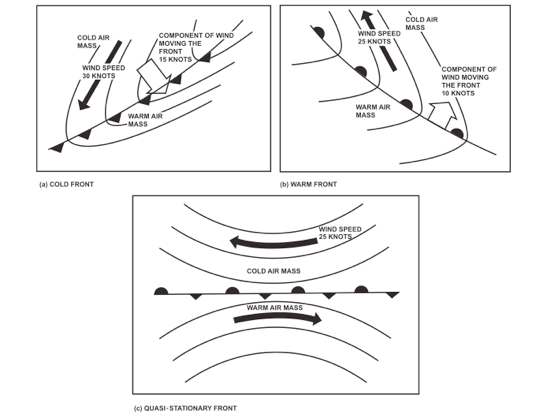 COLD AIR
MASS
WIND SPEED
30 KNOTS
COMPONENT OF WIND
MOVING THE
FRONT
15 KNOTS
WARM AIR
MASS
(a) COLD FRONT
COLD AIR
MASS
WIND SPEED
25 KNOTS
COMPONENT OF
WIND MOVING
THE FRONT
10 KNOTS
WARM AIR
MASS
(b) WARM FRONT
WIND SPEED
25 KNOTS
COLD AIR MASS
WARM AIR MASS
(c) QUASI-STATIONARY FRONT